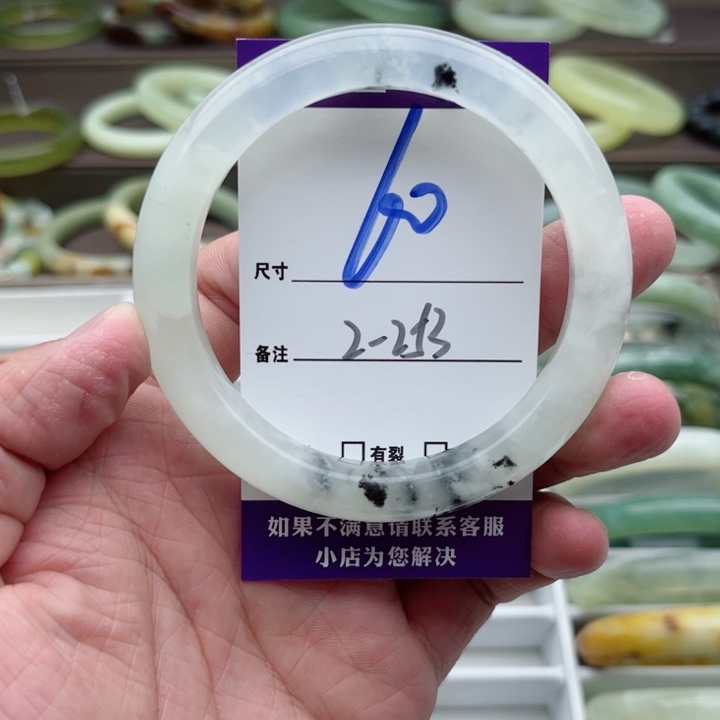 60
尺寸
备注 2-253
□有裂 □
如果不满意请联系客服
小店为您解决